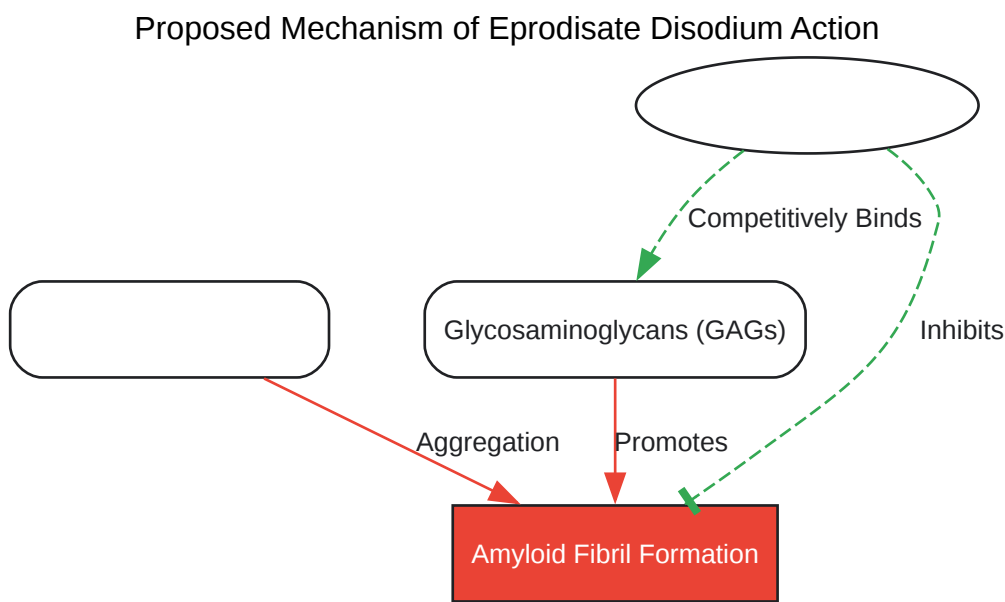 Proposed Mechanism of Eprodisate Disodium Action
Competitively Binds
Glycosaminoglycans (GAGs)
Inhibits
Aggregation
Promotes
Amyloid Fibril Formation